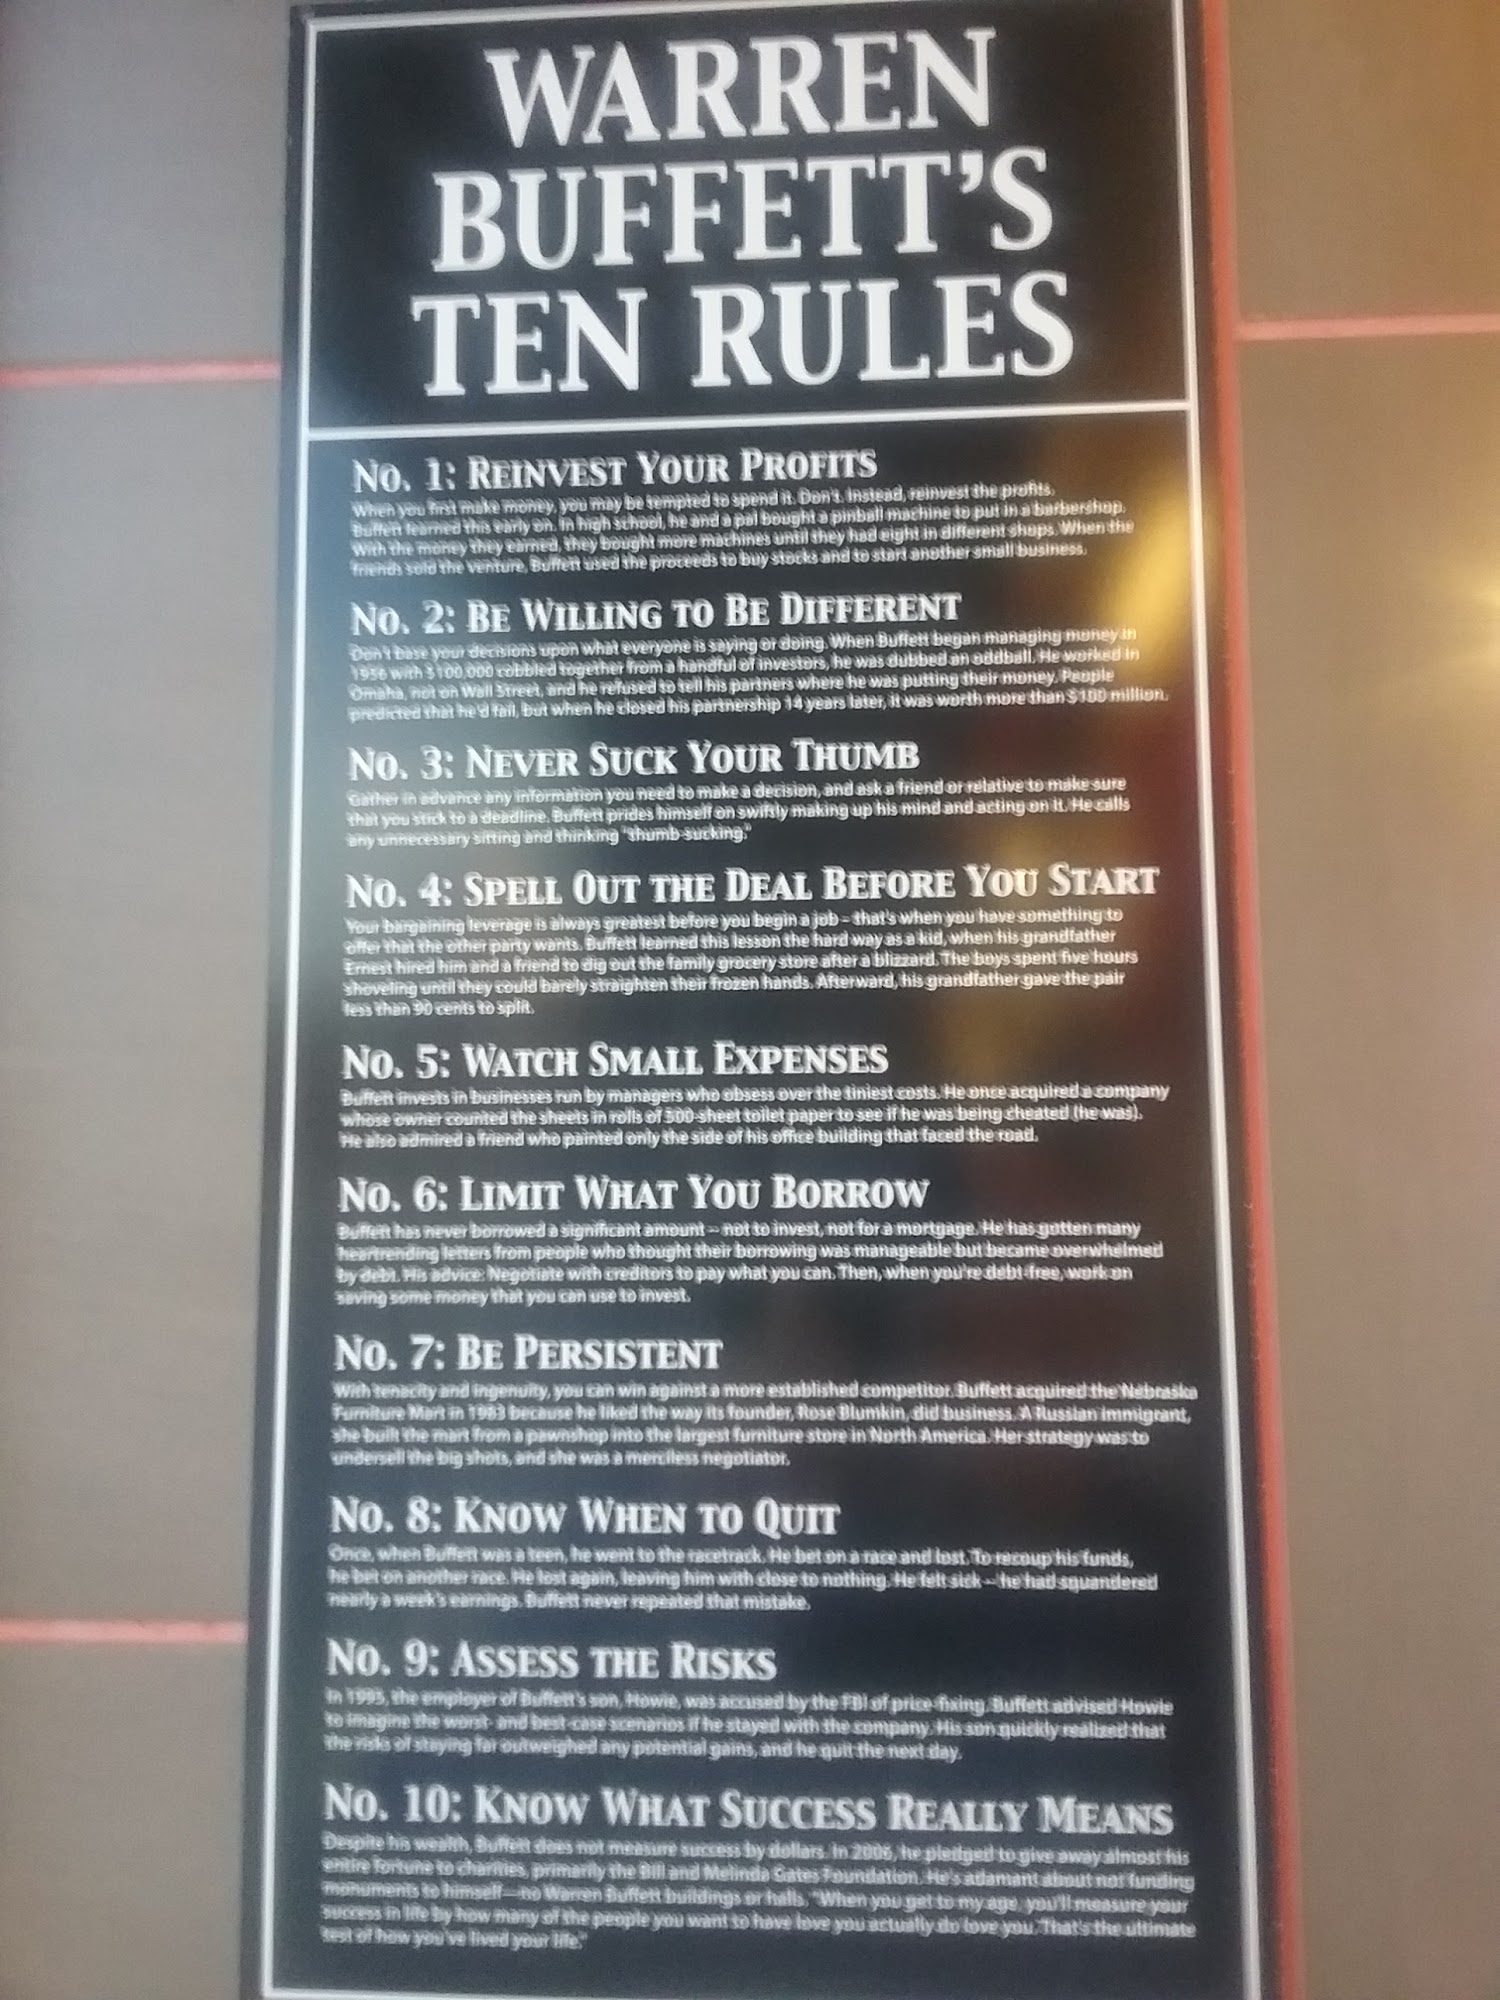 WARREN
BUFFETT'S
TEN RULES
No. 1: Reinvest Your Profits
When you first make money, you may be tempted to spend it. Don't. Instead, reinvest the profits.
Buffett learned this early on. In high school, he and a pal bought a pinball machine to put in a barbershop.
With the money they earned, they bought more machines until they had eight in different shops. When the
friends sold the venture, Buffett used the proceeds to buy stocks and to start another small business.
No. 2: Be Willing to Be Different
Don't base your decisions upon what everyone is saying or doing. When Buffett began managing money in
1956 with $100,000 cobbled together from a handful of investors, he was dubbed an oddball. He worked in
Omaha, not on Wall Street, and he refused to tell his partners where he was putting their money. People
predicted that he'd fail, but when he closed his partnership 14 years later, it was worth more than $100 million.
No. 3: Never Suck Your Thumb
Gather in advance any information you need to make a decision, and ask a friend or relative to make sure
that you stick to a deadline. Buffett prides himself on swiftly making up his mind and acting on it. He calls
any unnecessary sitting and thinking "thumb-sucking."
No. 4: Spell Out the Deal Before You Start
Your bargaining leverage is always greatest before you begin a job – that's when you have something to
offer that the other party wants. Buffett learned this lesson the hard way as a kid, when his grandfather
Ernest hired him and a friend to dig out the family grocery store after a blizzard. The boys spent five hours
shoveling until they could barely straighten their frozen hands. Afterward, his grandfather gave the pair
less than 90 cents to split.
No. 5: Watch Small Expenses
Buffett invests in businesses run by managers who obsess over the tiniest costs. He once acquired a company
whose owner counted the sheets in rolls of 500-sheet toilet paper to see if he was being cheated (he was).
He also admired a friend who painted only the side of his office building that faced the road.
No. 6: Limit What You Borrow
Buffett has never borrowed a significant amount – not to invest, not for a mortgage. He has gotten many
heartrending letters from people who thought their borrowing was manageable but became overwhelmed
by debt. His advice: Negotiate with creditors to pay what you can. Then, when you're debt-free, work on
saving some money that you can use to invest.
No. 7: Be Persistent
With tenacity and ingenuity, you can win against a more established competitor. Buffett acquired the Nebraska
Furniture Mart in 1983 because he liked the way its founder, Rose Blumkin, did business. A Russian immigrant,
she built the mart from a pawnshop into the largest furniture store in North America. Her strategy was to
undersell the big shots, and she was a merciless negotiator.
No. 8: Know When to Quit
Once, when Buffett was a teen, he went to the racetrack. He bet on a race and lost. To recoup his funds,
he bet on another race. He lost again, leaving him with close to nothing. He felt sick – he had squandered
nearly a week's earnings. Buffett never repeated that mistake.
No. 9: Assess the Risks
In 1995, the employer of Buffett's son, Howie, was accused by the FBI of price-fixing. Buffett advised Howie
to imagine the worst- and best-case scenarios if he stayed with the company. His son quickly realized that
the risks of staying far outweighed any potential gains, and he quit the next day.
No. 10: Know What Success Really Means
Despite his wealth, Buffett does not measure success by dollars. In 2006, he pledged to give away almost his
entire fortune to charities, primarily the Bill and Melinda Gates Foundation. He's adamant about not funding
monuments to himself—no Warren Buffett buildings or halls. "When you get to my age, you'll measure your
success in life by how many of the people you want to have love you actually do love you. That's the ultimate
test of how you've lived your life."